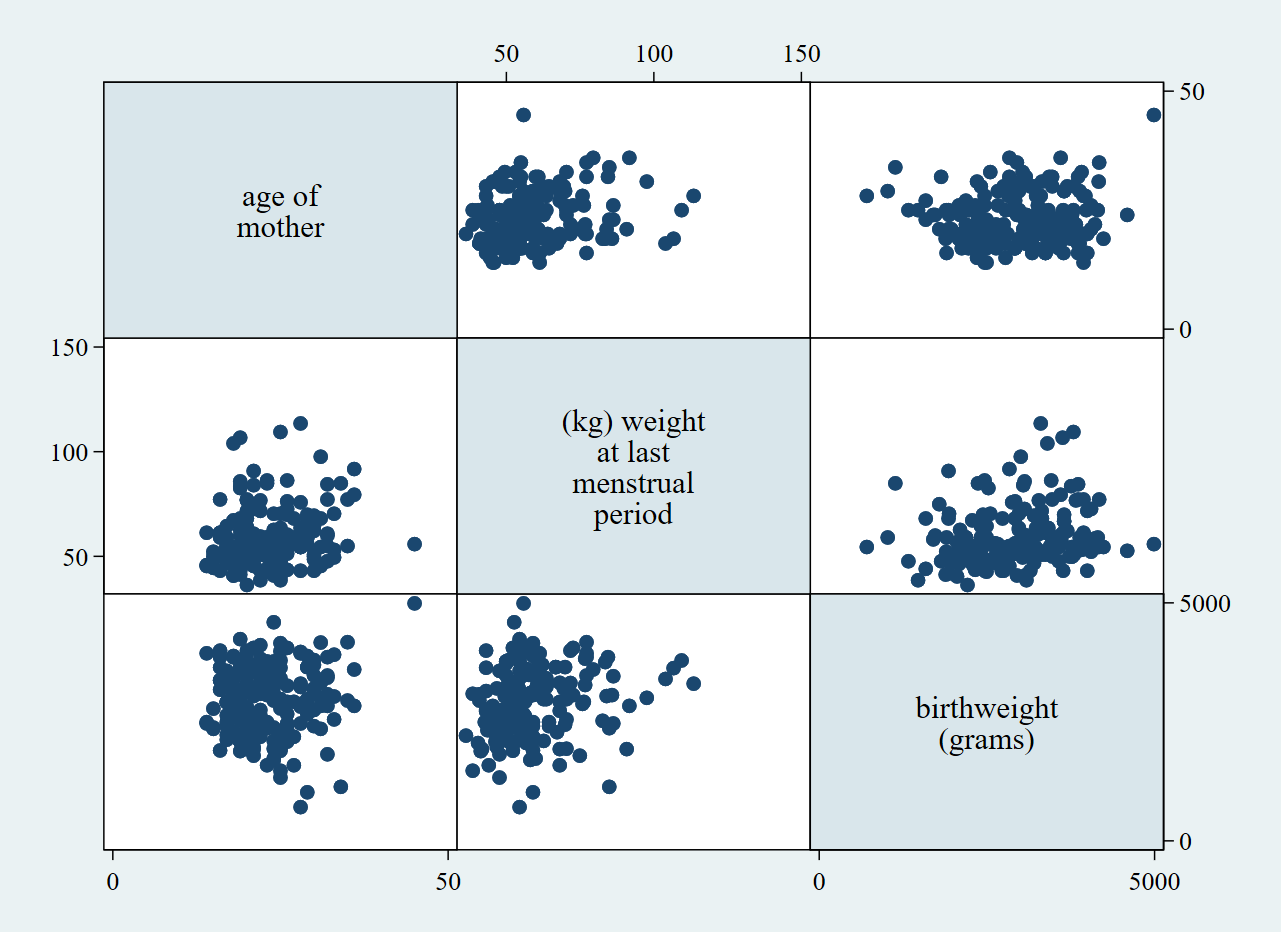 50 100 150
50
age of
mother
0
150
(kg) weight
100
at last
menstrual
period
50
5000
birthweight
(grams)
0
0 50 0 5000